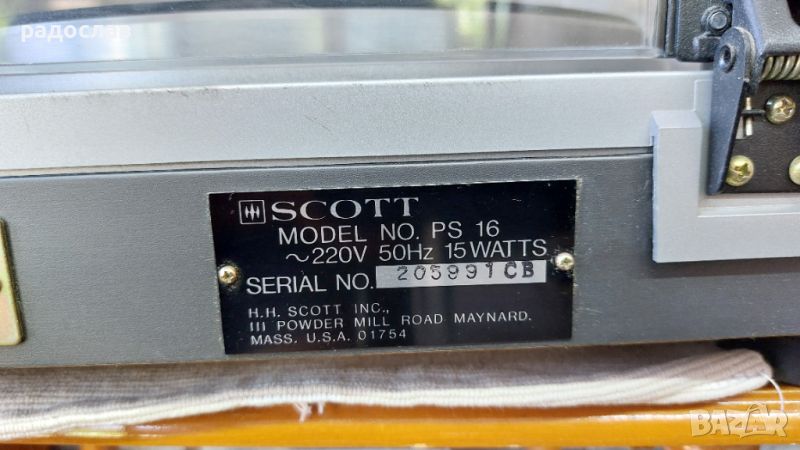 радослав
SCOTT
MODEL NO. PS 16
~220V 50Hz 15 WATTS
SERIAL NO. 205991CB
H.H. SCOTT INC.,
111 POWDER MILL ROAD MAYNARD.
MASS. U.S.A. 01754
BAZAR